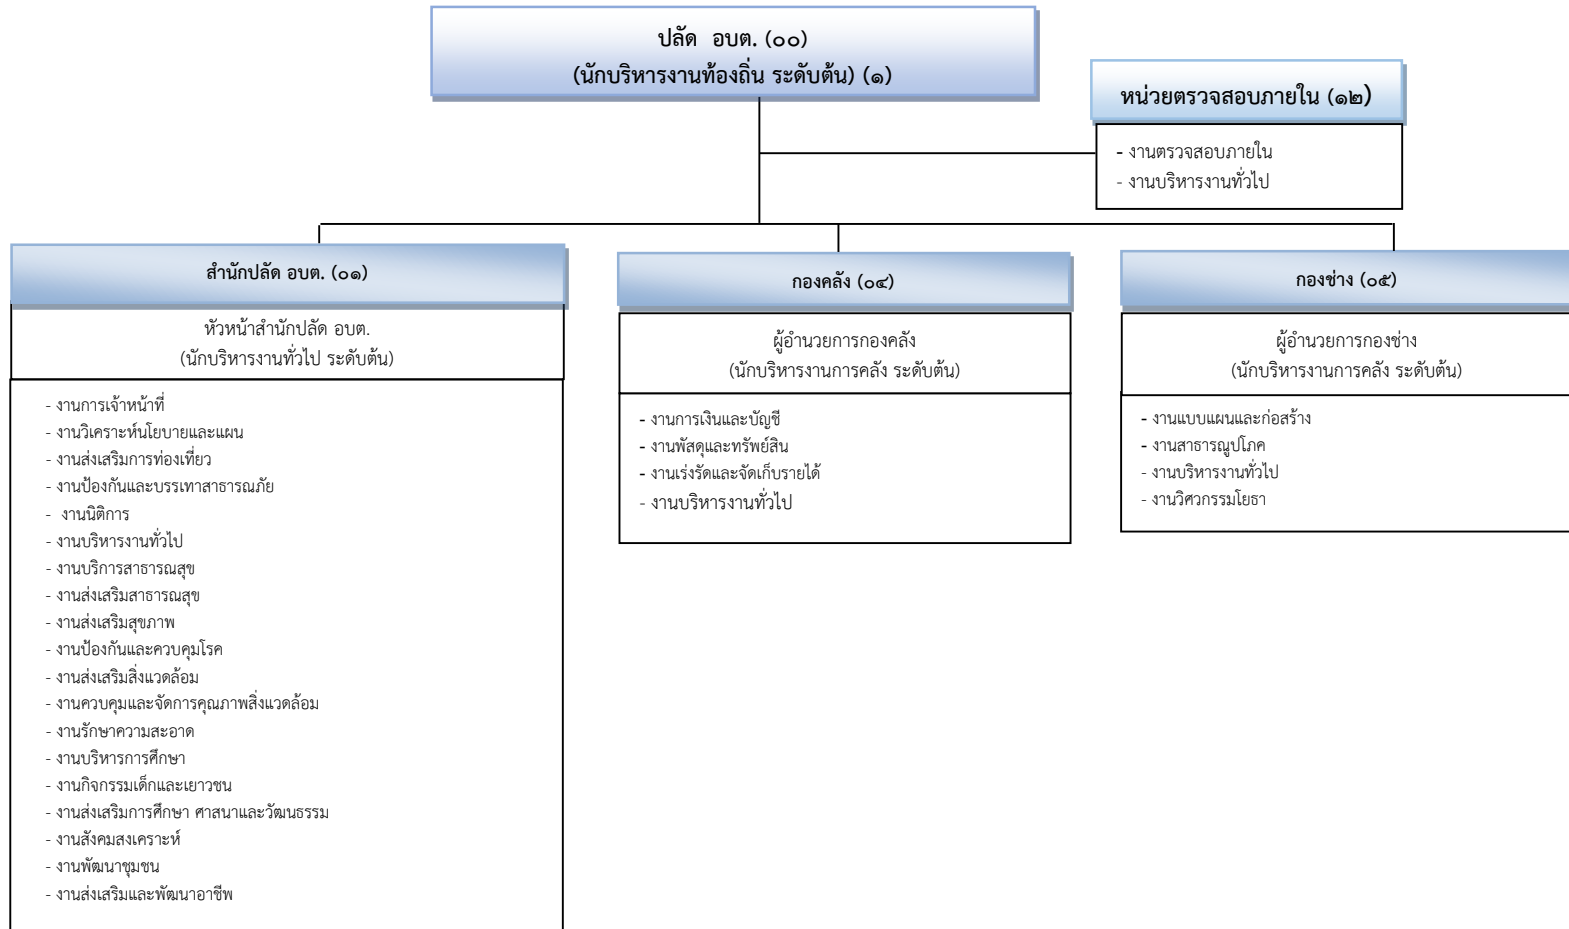 ปลัด อบต. (๐๐)
(นักบริหารงานท้องถิ่น ระดับต้น) (๑)
หน่วยตรวจสอบภายใน (๑๒)
- งานตรวจสอบภายใน
- งานบริหารงานทั่วไป
สำนักปลัด อบต. (๐๑)
หัวหน้าสำนักปลัด อบต.
(นักบริหารงานทั่วไป ระดับต้น)
- งานการเจ้าหน้าที่
- งานวิเคราะห์นโยบายและแผน
- งานส่งเสริมการท่องเที่ยว
- งานป้องกันและบรรเทาสาธารณภัย
- งานนิติการ
- งานบริหารงานทั่วไป
- งานบริการสาธารณสุข
- งานส่งเสริมสาธารณสุข
- งานส่งเสริมสุขภาพ
- งานป้องกันและควบคุมโรค
- งานส่งเสริมสิ่งแวดล้อม
- งานควบคุมและจัดการคุณภาพสิ่งแวดล้อม
- งานรักษาความสะอาด
- งานบริหารการศึกษา
- งานกิจกรรมเด็กและเยาวชน
- งานส่งเสริมการศึกษา ศาสนาและวัฒนธรรม
- งานสังคมสงเคราะห์
- งานพัฒนาชุมชน
- งานส่งเสริมและพัฒนาอาชีพ
กองคลัง (๐๔)
ผู้อำนวยการกองคลัง
(นักบริหารงานการคลัง ระดับต้น)
- งานการเงินและบัญชี
- งานพัสดุและทรัพย์สิน
- งานเร่งรัดและจัดเก็บรายได้
- งานบริหารงานทั่วไป
กองช่าง (๐๕)
ผู้อำนวยการกองช่าง
(นักบริหารงานการคลัง ระดับต้น)
- งานแบบแผนและก่อสร้าง
- งานสาธารณูปโภค
- งานบริหารงานทั่วไป
- งานวิศวกรรมโยธา